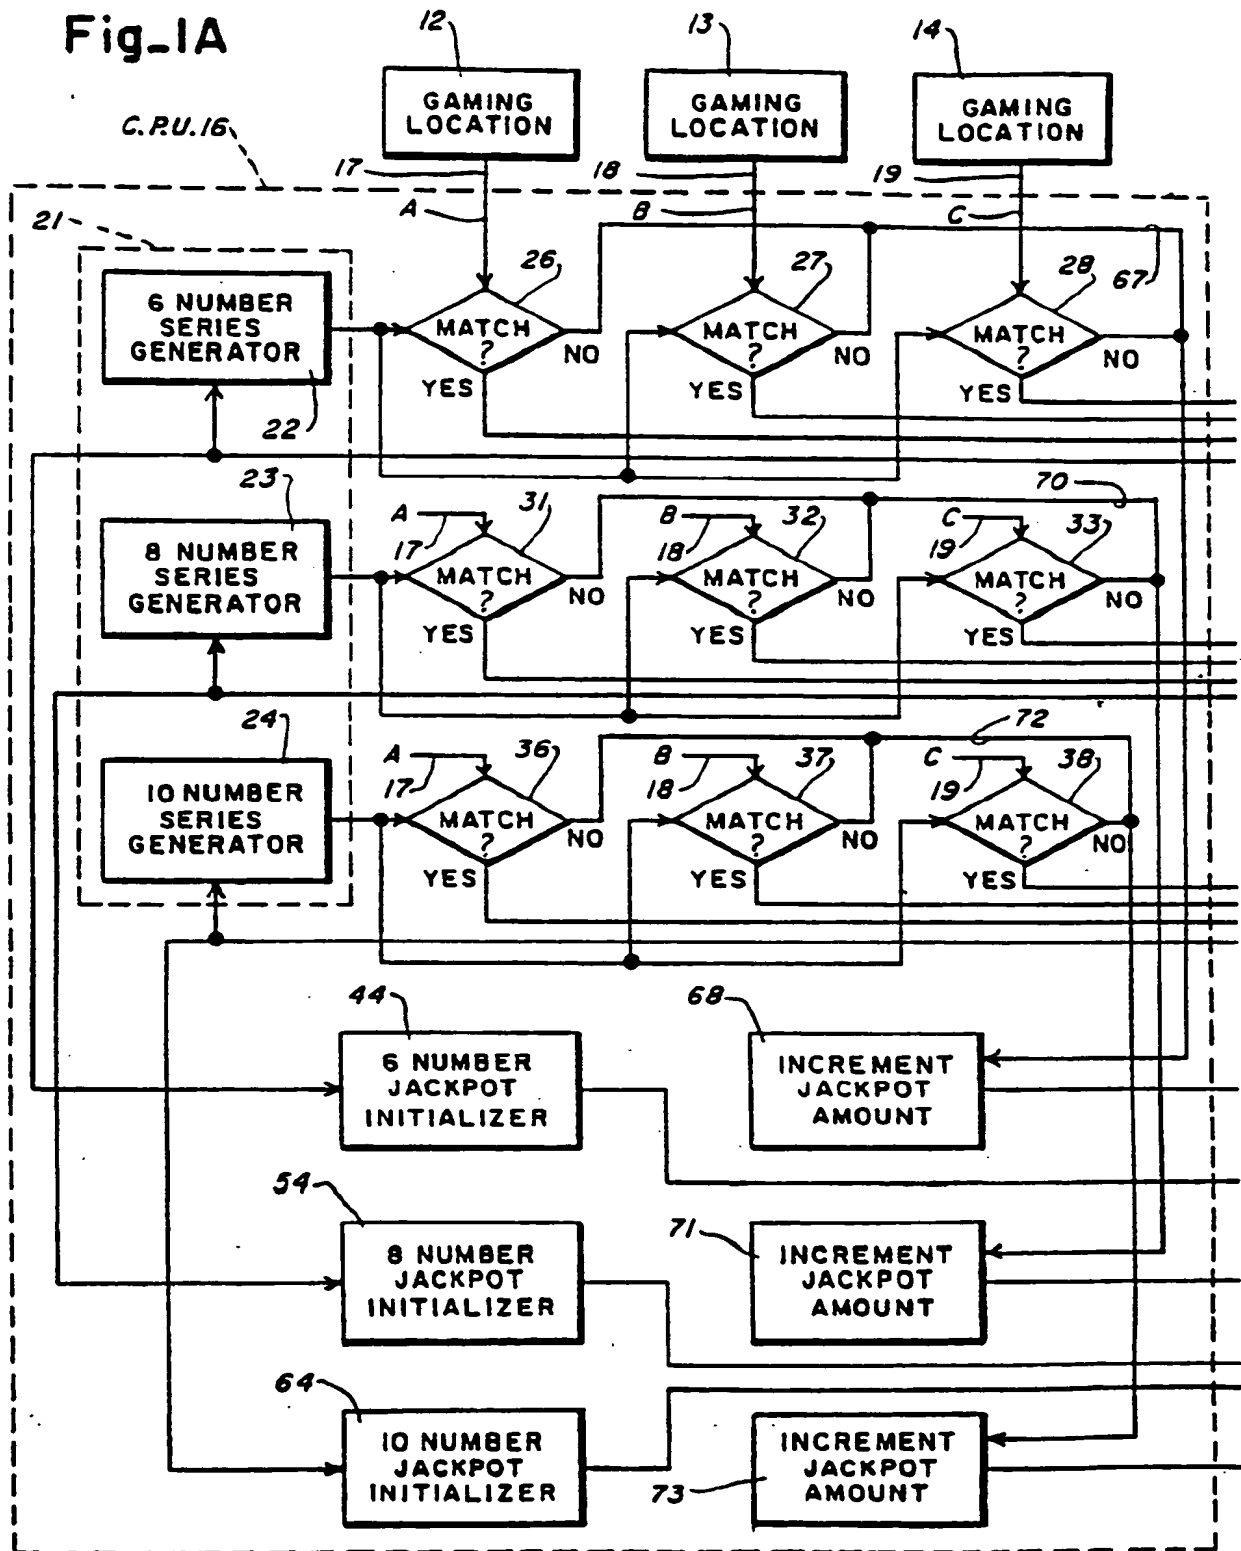 Fig_1A
12
13
14
GAMING
LOCATION
GAMING
LOCATION
GAMING
LOCATION
C.P.U.16
17
18
19
A
B
C
21
26
27
28
67
6 NUMBER
SERIES
GENERATOR
MATCH
?
NO
YES
MATCH
?
NO
YES
MATCH
?
NO
YES
22
23
70
A
17
31
B
18
32
C
19
33
8 NUMBER
SERIES
GENERATOR
MATCH
?
NO
YES
MATCH
?
NO
YES
MATCH
?
NO
YES
24
72
A
17
36
B
18
37
C
19
38
10 NUMBER
SERIES
GENERATOR
MATCH
?
NO
YES
MATCH
?
NO
YES
MATCH
?
NO
YES
44
68
6 NUMBER
JACKPOT
INITIALIZER
INCREMENT
JACKPOT
AMOUNT
54
71
8 NUMBER
JACKPOT
INITIALIZER
INCREMENT
JACKPOT
AMOUNT
64
10 NUMBER
JACKPOT
INITIALIZER
73
INCREMENT
JACKPOT
AMOUNT